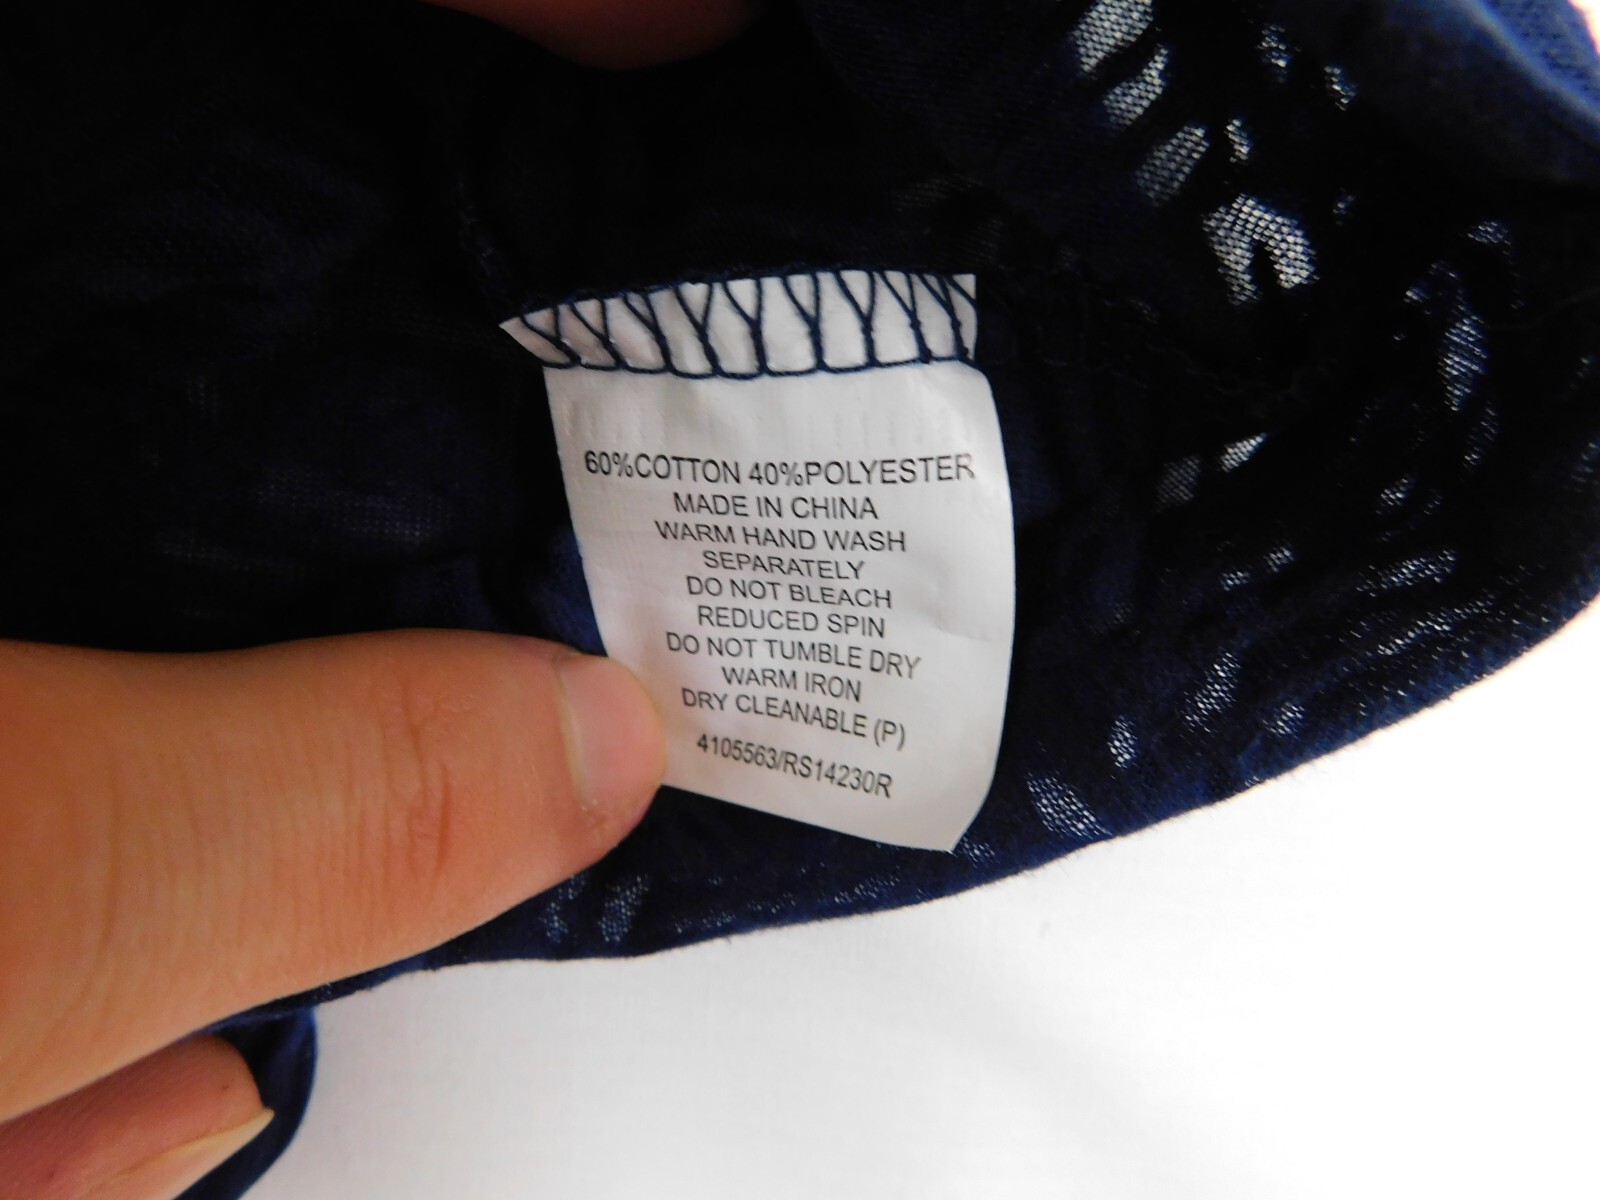 60%COTTON 40%POLYESTER
MADE IN CHINA
WARM HAND WASH
SEPARATELY
DO NOT BLEACH
REDUCED SPIN
DO NOT TUMBLE DRY
WARM IRON
DRY CLEANABLE (P)
4105563/RS14230R